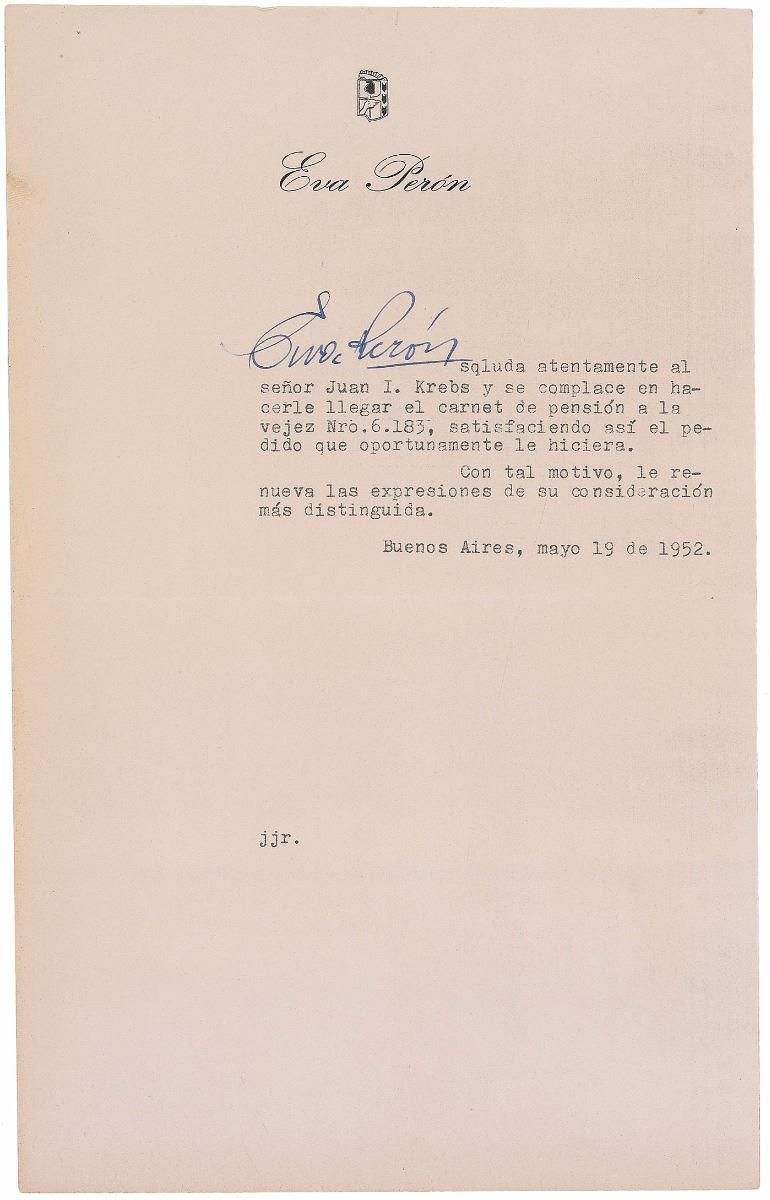 Eva Perón
Eva Perón
sqluda atentamente al
señor Juan I. Krebs y se complace en ha-
cerle llegar el carnet de pensión a la
vejez Nrò.6.183, satisfaciendo así el pe-
dido que oportunamente le hiciera.
Con tal motivo, le re-
nueva las expresiones de su consideración
más distinguida.
Buenos Aires, mayo 19 de 1952.
jjr.